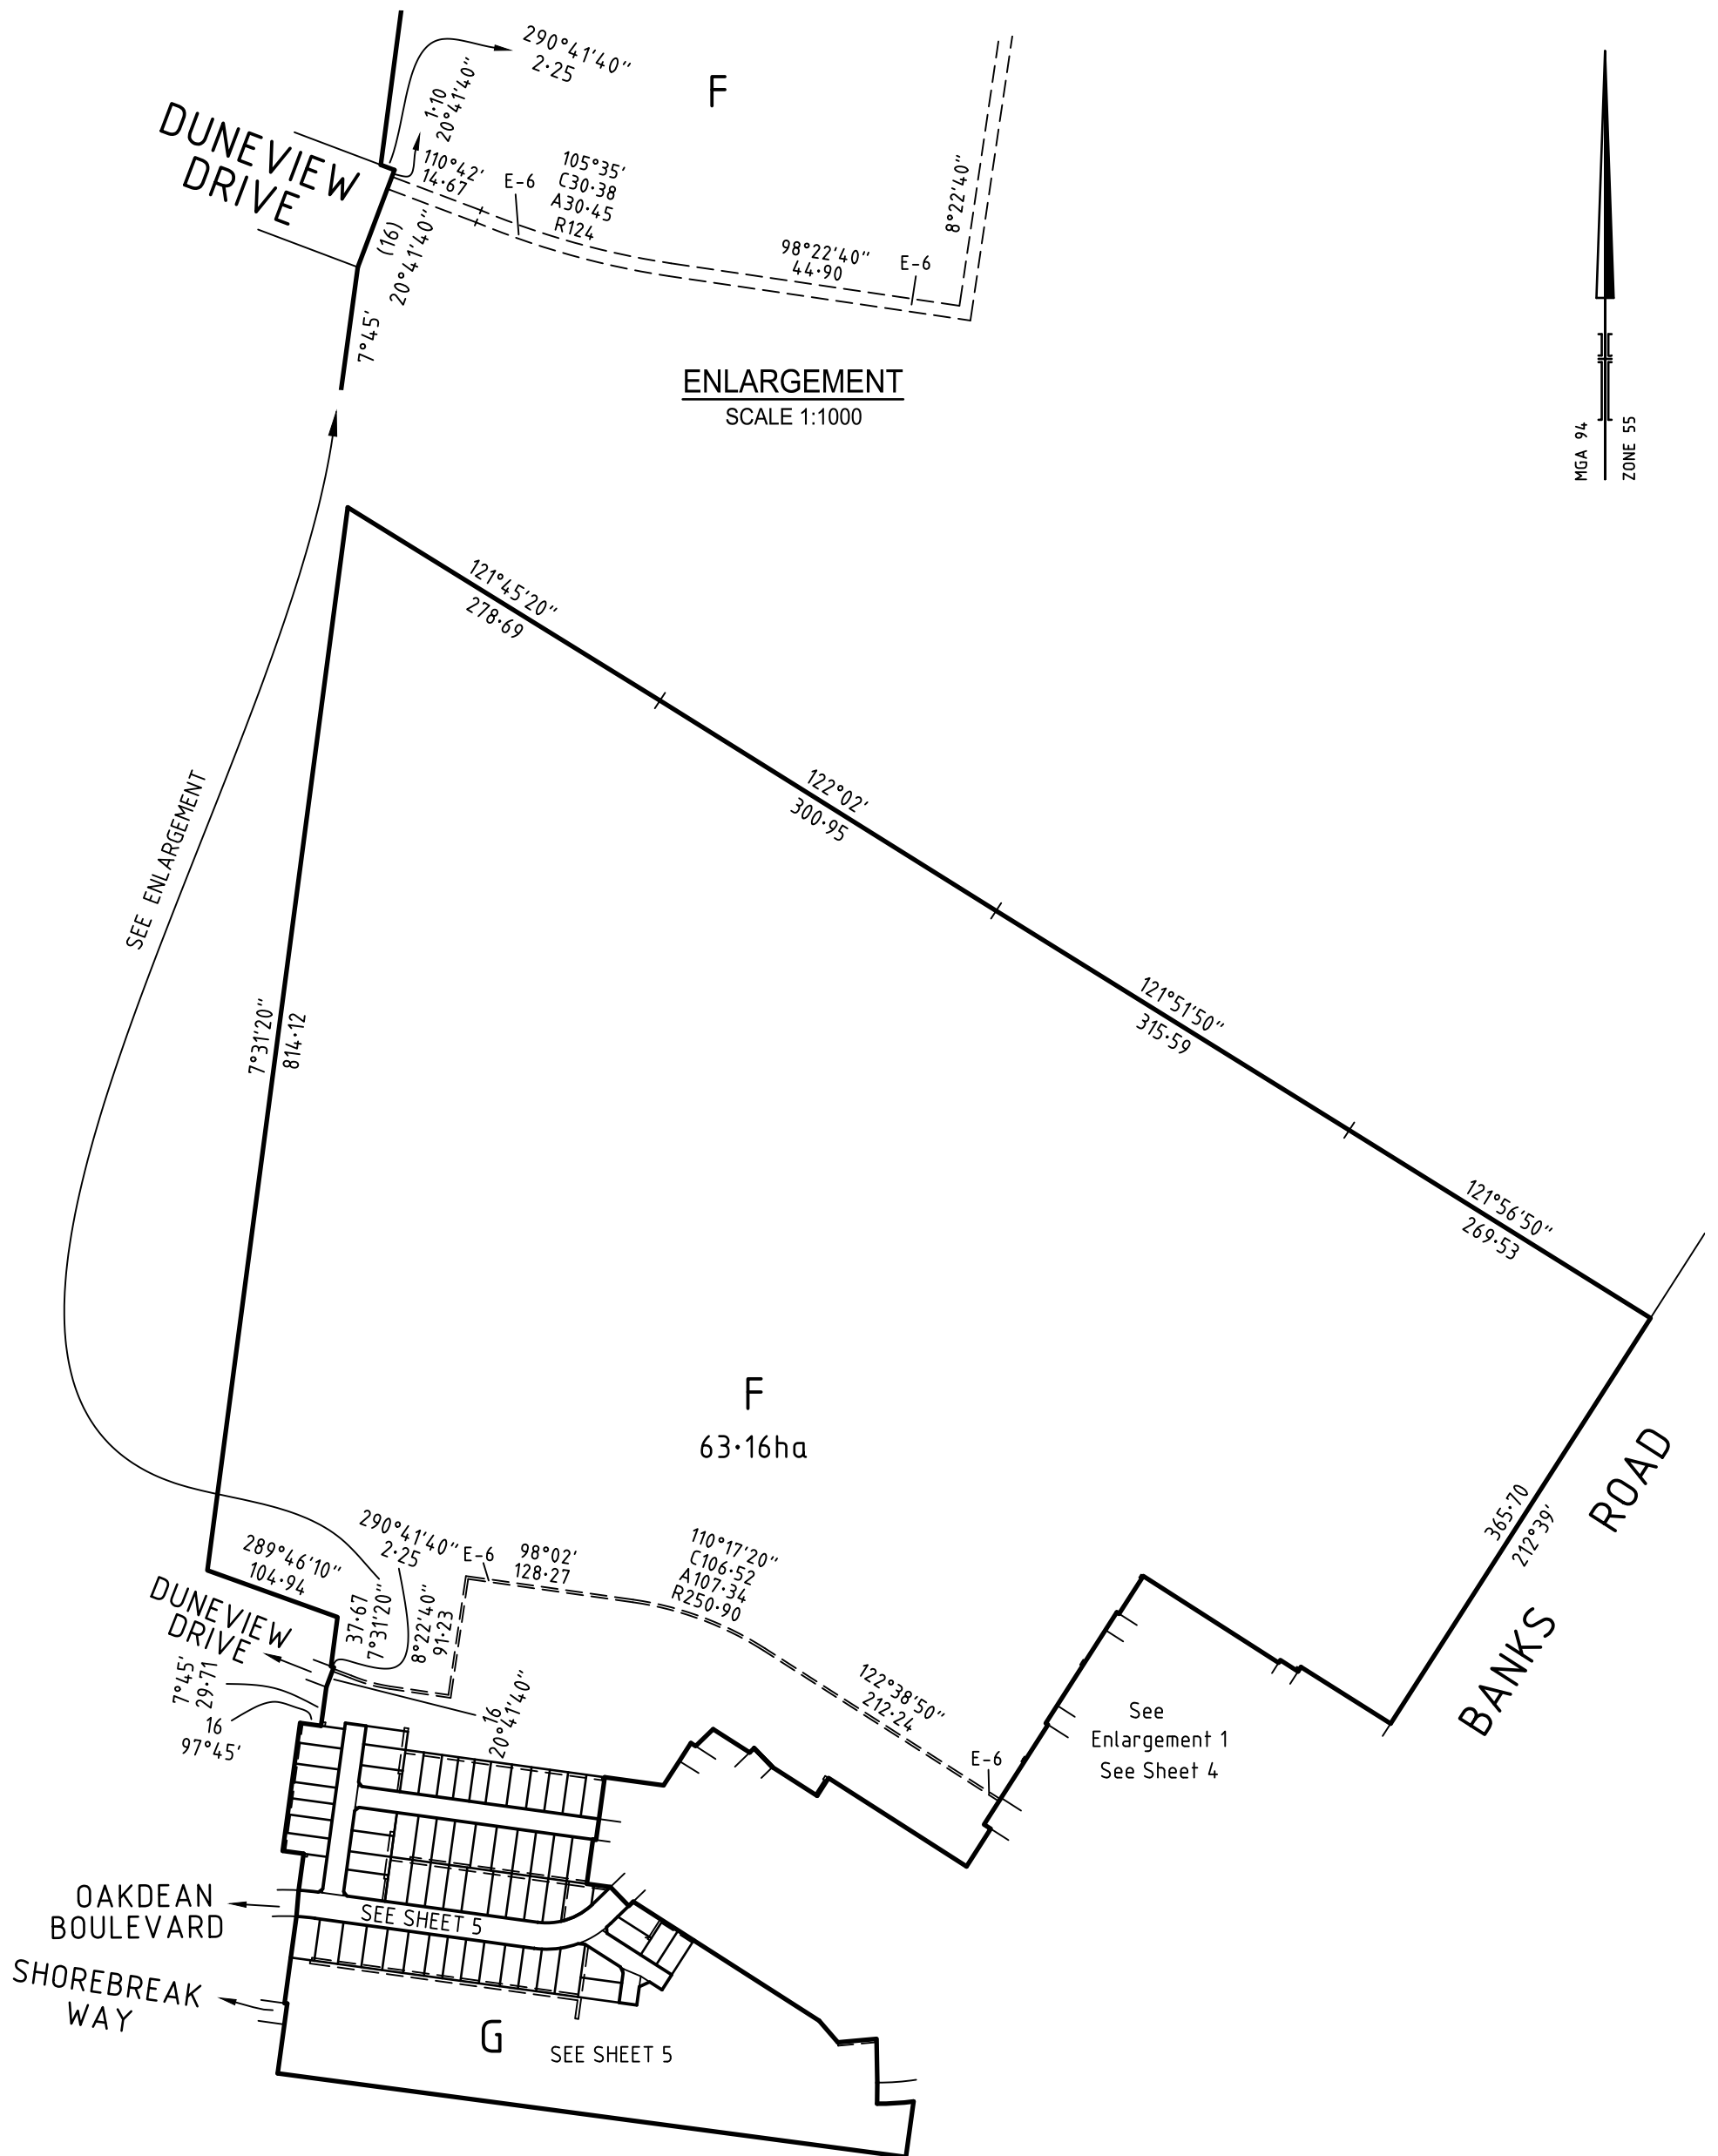 290°41'40"
2·25
F
1·10
20°41'40"
DUNEVIEW
DRIVE
110°42'
14·67
E-6
105°35'
C30·38
A30·45
R124
8°22'40"
(16)
20°41'40"
98°22'40"
44·90
E-6
7°45'
ENLARGEMENT
SCALE 1:1000
MGA 94
ZONE 55
121°45'20"
278·69
122°02'
300·95
SEE ENLARGEMENT
7°31'20"
814·12
121°51'50"
315·59
121°56'50"
269·53
F
63·16ha
ROAD
BANKS
365·70
212°39'
289°46'10"
104·94
290°41'40"
2·25
E-6
98°02'
128·27
110°17'20"
C106·52
A107·34
R250·90
DUNEVIEW
DRIVE
37·67
7°31'20"
8°22'40"
91·23
7°45'
29·71
16
97°45'
16
20°41'40"
122°38'50"
212·24
E-6
See
Enlargement 1
See Sheet 4
OAKDEAN
BOULEVARD
SEE SHEET 5
SHOREBREAK
WAY
G
SEE SHEET 5